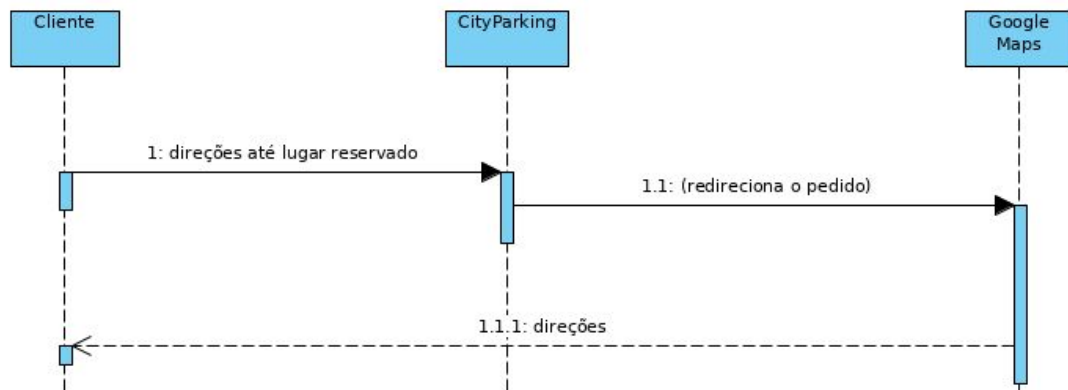 Cliente
CityParking
Google
Maps
1: direções até lugar reservado
1.1: (redireciona o pedido)
1.1.1: direções